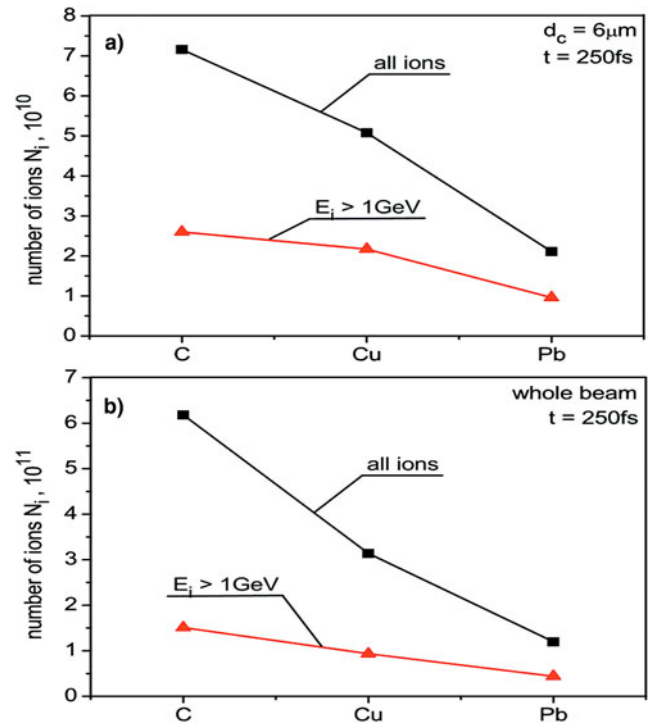 a)
d_c = 6μm
t = 250fs
all ions
E_i > 1GeV
number of ions N_i , 10^10
8
7
6
5
4
3
2
1
0
C Cu Pb
b)
whole beam
t = 250fs
all ions
E_i > 1GeV
number of ions N_i , 10^11
7
6
5
4
3
2
1
0
C Cu Pb